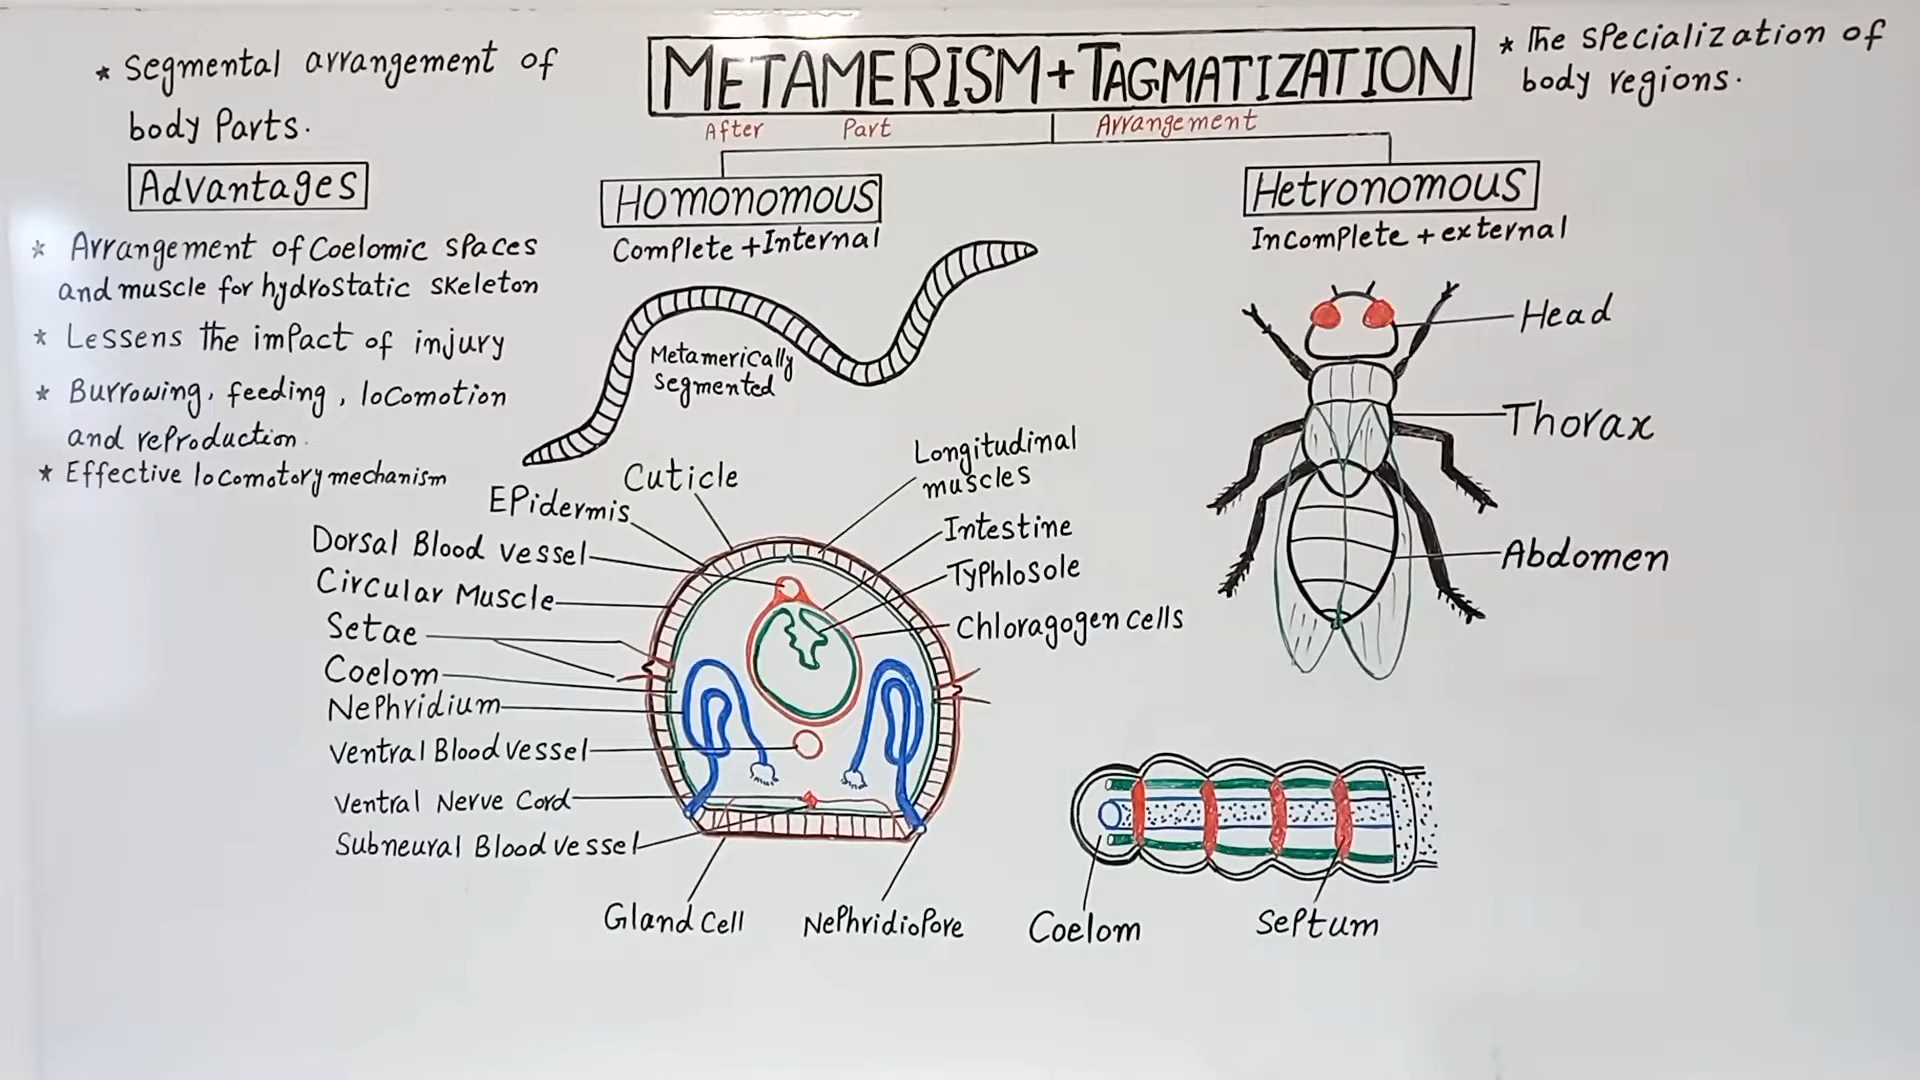 * Segmental arrangement of
body Parts.
METAMERISM+TAGMATIZATION
After Part Arrangement
* The specialization of
body regions.
Advantages
* Arrangement of Coelomic spaces
and muscle for hydrostatic skeleton
* Lessens the impact of injury
* Burrowing, feeding, locomotion
and reproduction.
* Effective locomotory mechanism
Homonomous
Complete + Internal
Metamerically
segmented
Hetronomous
Incomplete + external
Head
Thorax
Abdomen
Cuticle
Epidermis
Dorsal Blood vessel
Circular Muscle
Setae
Coelom
Nephridium
Ventral Blood vessel
Ventral Nerve Cord
Subneural Blood vessel
Gland Cell
Nephridiopore
Longitudinal
muscles
Intestine
Typhlosole
Chloragogen cells
Coelom
Septum